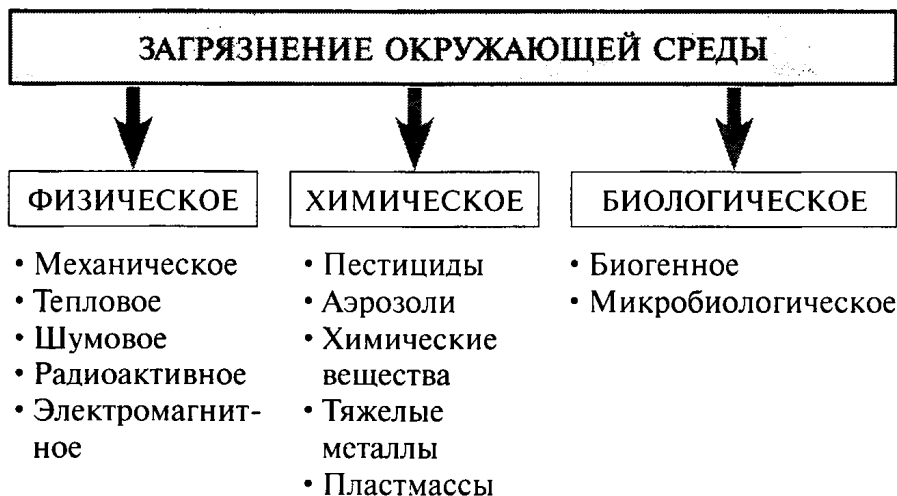 ЗАГРЯЗНЕНИЕ ОКРУЖАЮЩЕЙ СРЕДЫ
ФИЗИЧЕСКОЕ
• Механическое
• Тепловое
• Шумовое
• Радиоактивное
• Электромагнит-
ное
ХИМИЧЕСКОЕ
• Пестициды
• Аэрозоли
• Химические
вещества
• Тяжелые
металлы
• Пластмассы
БИОЛОГИЧЕСКОЕ
• Биогенное
• Микробиологическое